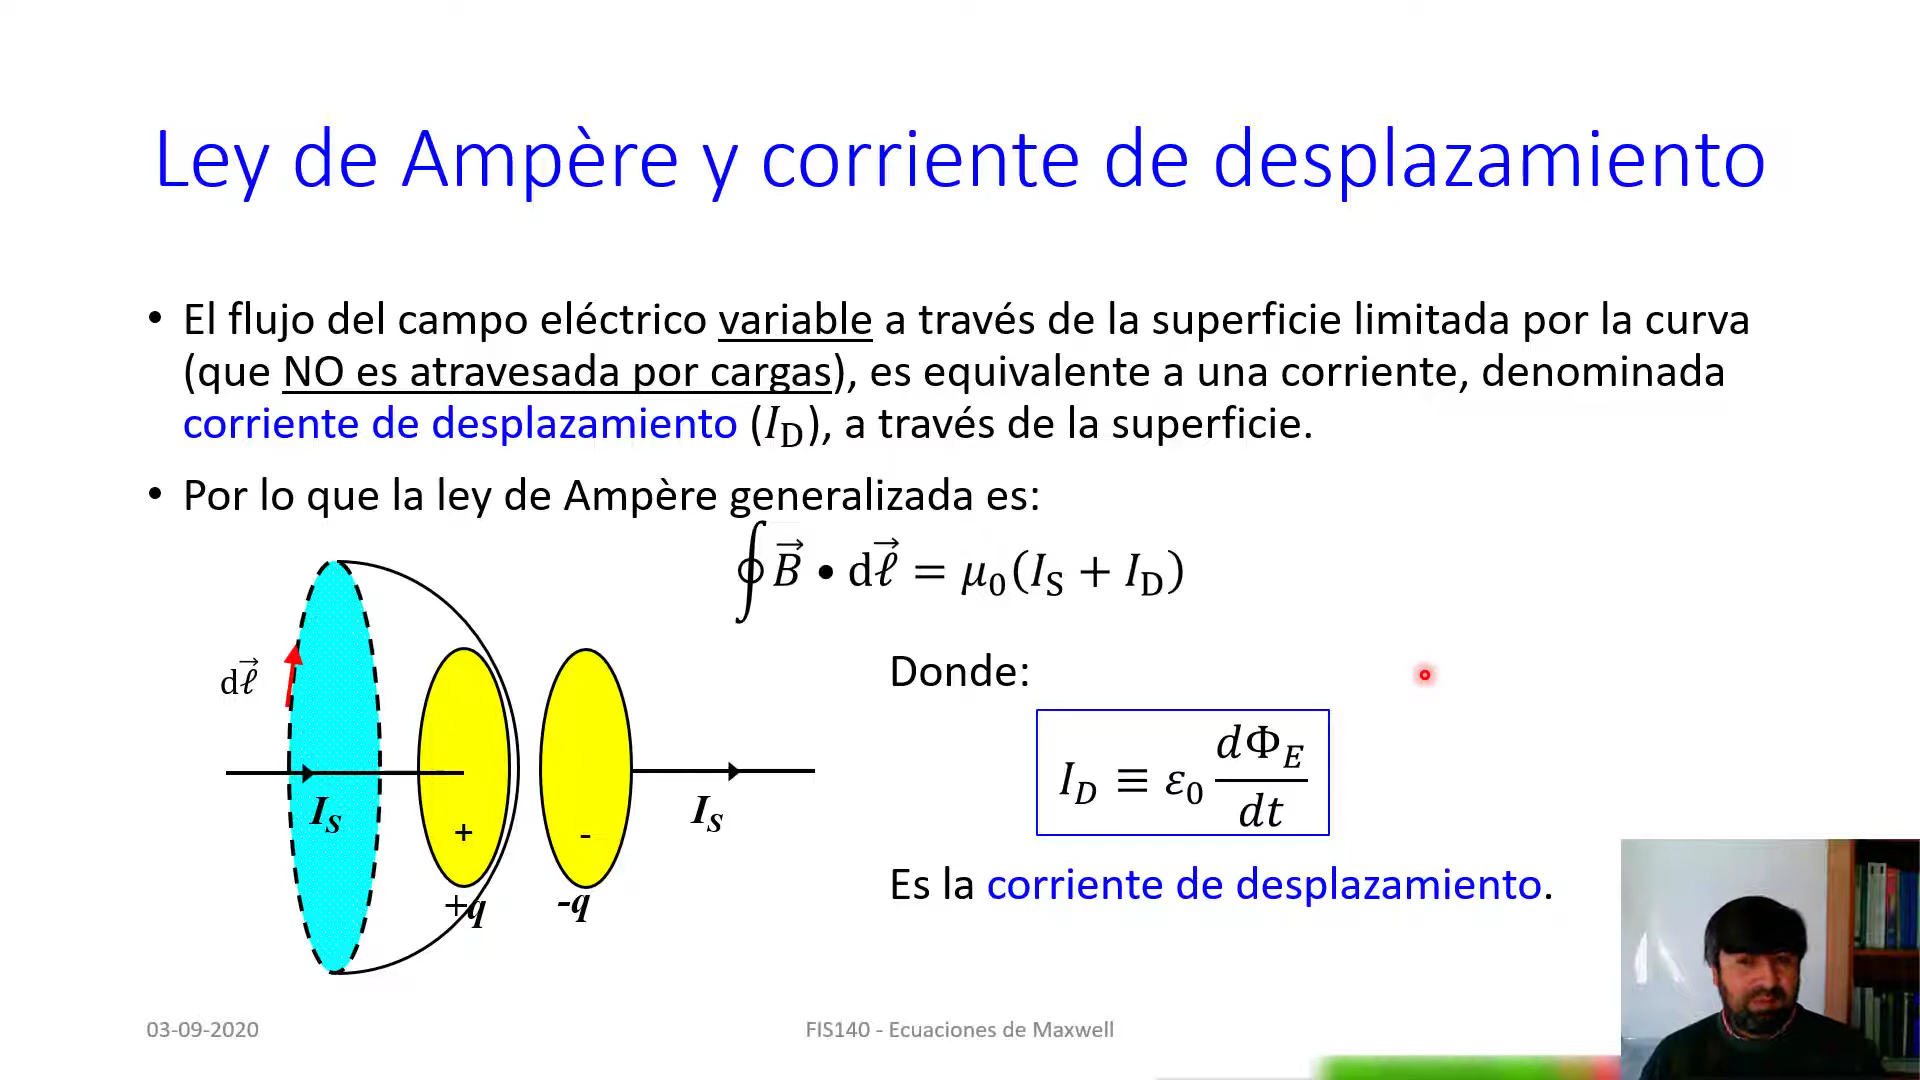 Ley de Ampère y corriente de desplazamiento
• El flujo del campo eléctrico variable a través de la superficie limitada por la curva
(que NO es atravesada por cargas), es equivalente a una corriente, denominada
corriente de desplazamiento (I_D), a través de la superficie.
• Por lo que la ley de Ampère generalizada es:
∮ B⃗ • dℓ⃗ = μ₀(I_S + I_D)
dℓ⃗
Donde:
I_D ≡ ε₀ dΦ_E/dt
I_S
I_S
+
-
+q
-q
Es la corriente de desplazamiento.
03-09-2020
FIS140 - Ecuaciones de Maxwell